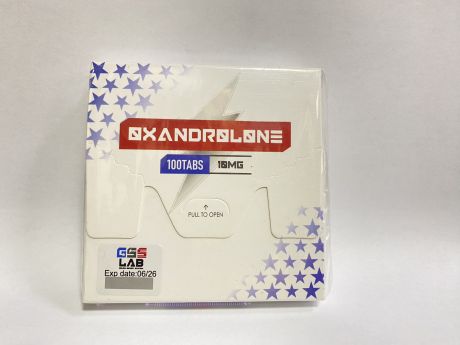 OXANDROLONE
100TABS 10MG
↑
PULL TO OPEN
GSS
LAB
Exp date:06/26